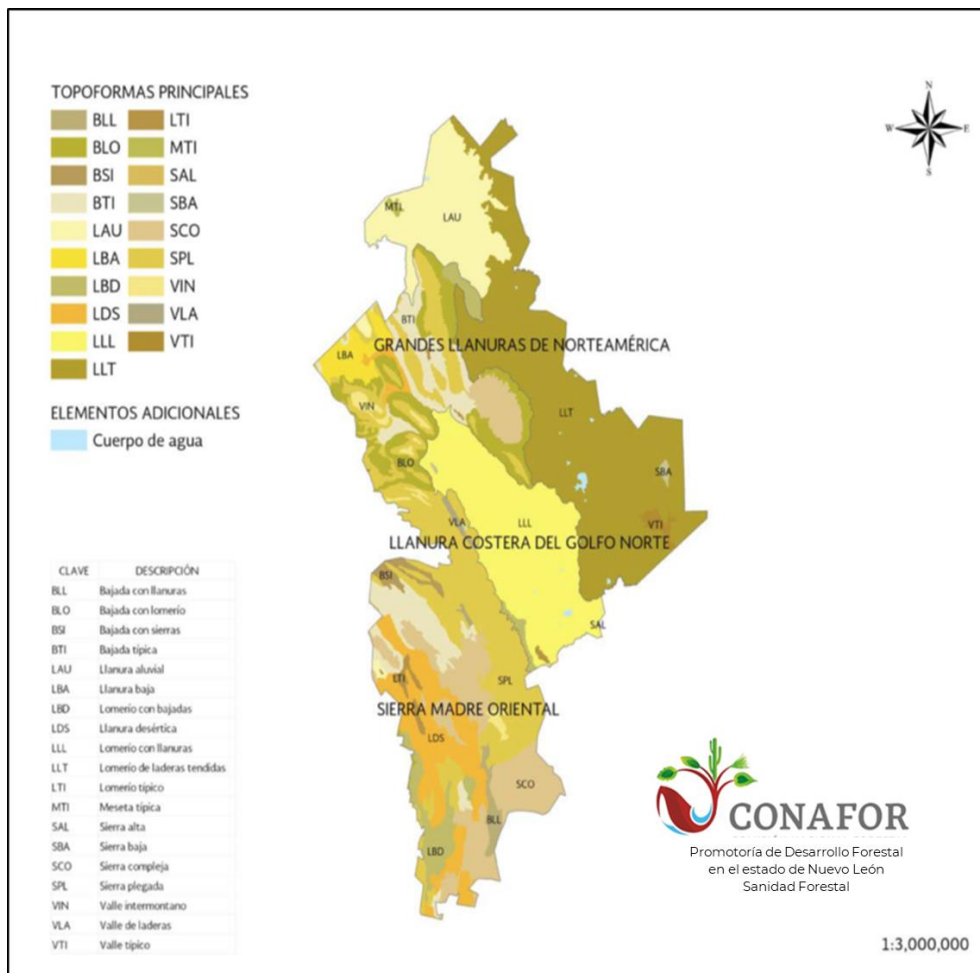 TOPOFORMAS PRINCIPALES
BLL LTI
BLO MTI
BSI SAL
BTI SBA
LAU SCO
LBA SPL
LBD VIN
LDS VLA
LLL VTI
LLT
ELEMENTOS ADICIONALES
Cuerpo de agua
CLAVE DESCRIPCIÓN
BLL Bajada con llanuras
BLO Bajada con lomerío
BSI Bajada con sierras
BTI Bajada típica
LAU Llanura aluvial
LBA Llanura baja
LBD Lomerío con bajadas
LDS Llanura desértica
LLL Lomerío con llanuras
LLT Lomerío de laderas tendidas
LTI Lomerío típico
MTI Meseta típica
SAL Sierra alta
SBA Sierra baja
SCO Sierra compleja
SPL Sierra plegada
VIN Valle intermontano
VLA Valle de laderas
VTI Valle típico
N
W E
S
MTL
LAU
BTI
GRANDES LLANURAS DE NORTEAMÉRICA
LBA
VIN
LLT
BLO
SBA
VLA
LLL
VTI
LLANURA COSTERA DEL GOLFO NORTE
BSI
SAL
LTI
SPL
SIERRA MADRE ORIENTAL
LDS
SCO
BLL
LBD
CONAFOR
Promotoría de Desarrollo Forestal
en el estado de Nuevo León
Sanidad Forestal
1:3,000,000